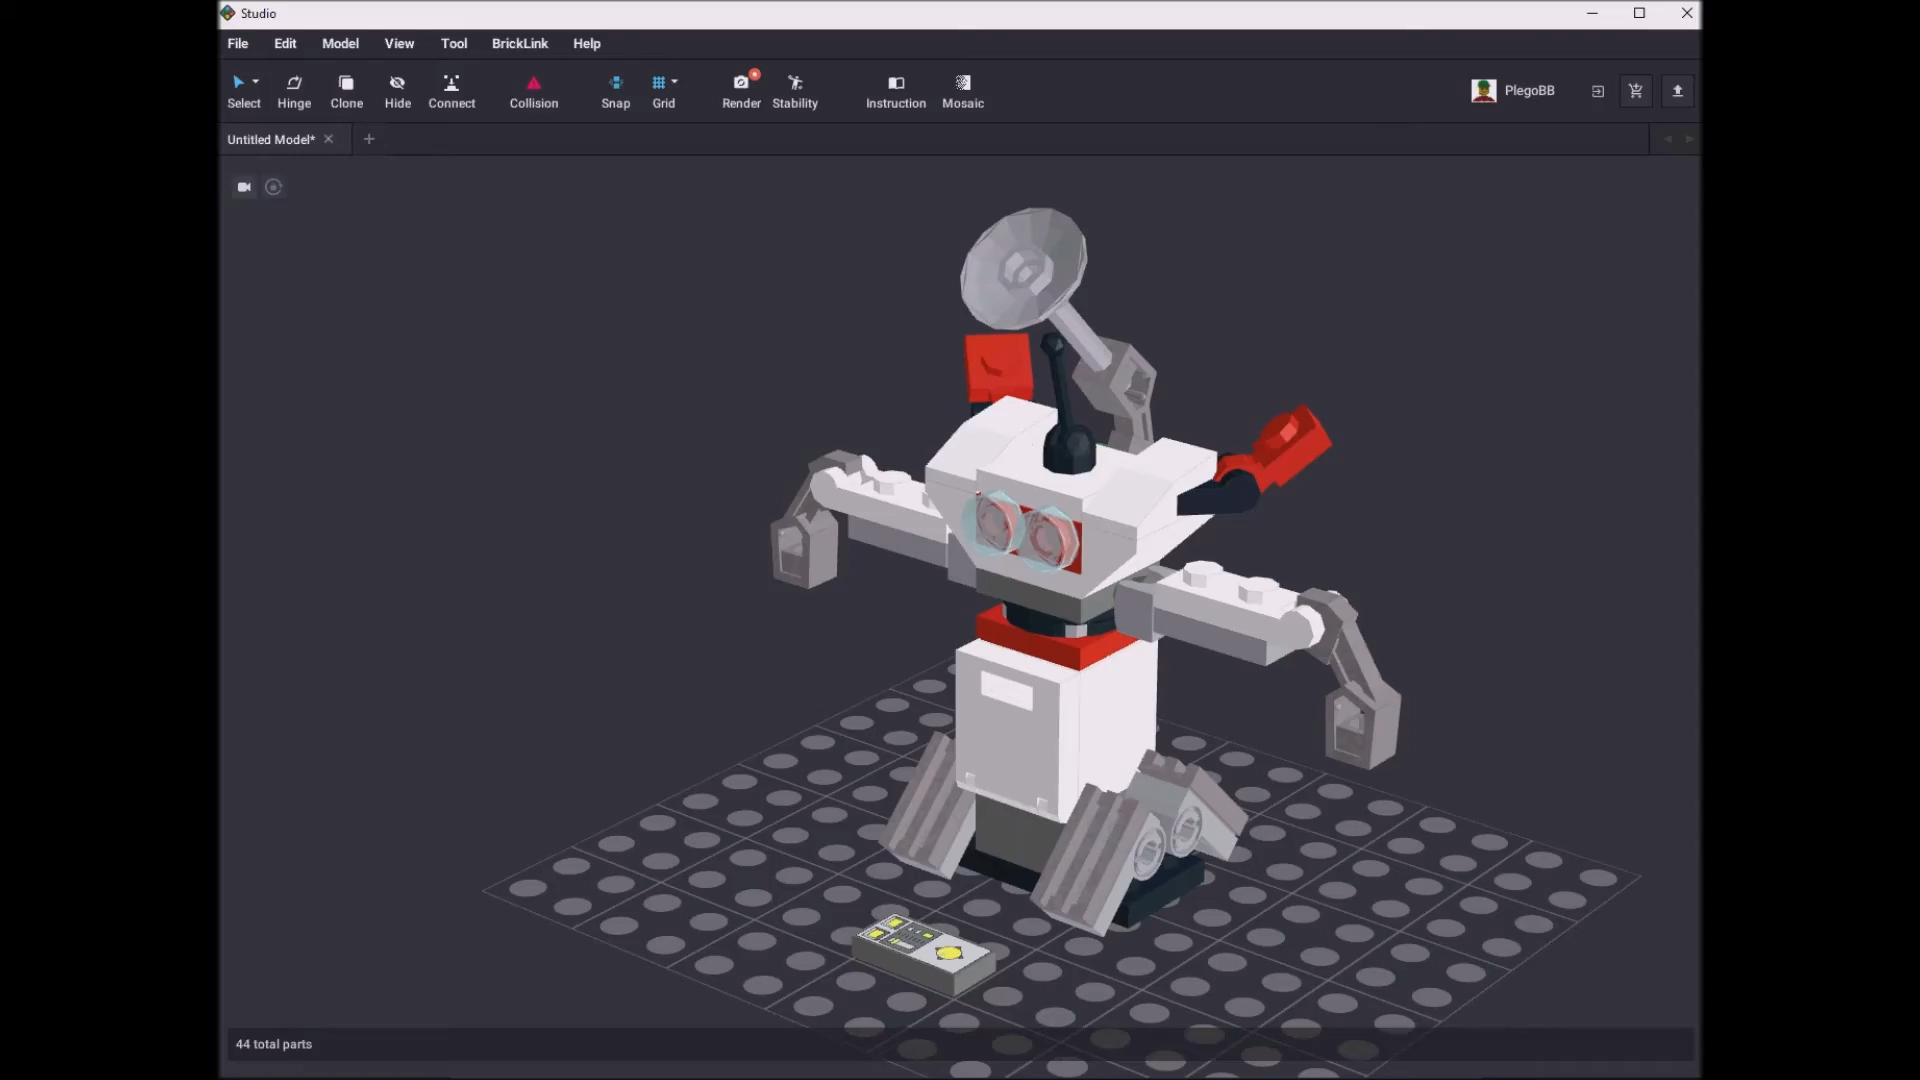 Studio
File Edit Model View Tool BrickLink Help
Select Hinge Clone Hide Connect Collision Snap Grid Render Stability Instruction Mosaic PlegoBB
Untitled Model*
44 total parts